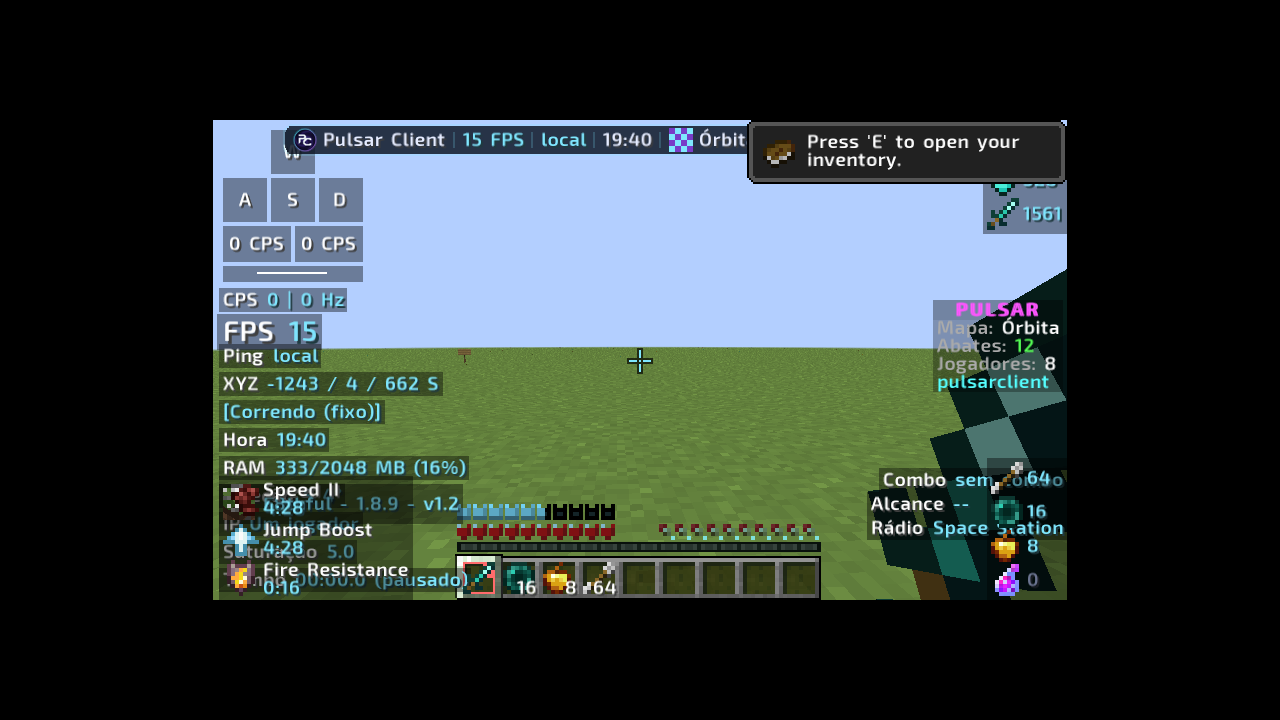 Pulsar Client | 15 FPS | local | 19:40 | Órbit
Press 'E' to open your
inventory.
W
A S D
1561
0 CPS 0 CPS
CPS 0 | 0 Hz
FPS 15
Ping local
XYZ -1243 / 4 / 662 S
[Correndo (fixo)]
Hora 19:40
RAM 333/2048 MB (16%)
PULSAR
Mapa: Órbita
Abates: 12
Jogadores: 8
pulsarclient
Speed II
4:28
- 1.8.9 - v1.2
Um jogador
Jump Boost
4:28
5.0
Fire Resistance
0:16
00:00.0 (pausado)
Combo sem combo
64
Alcance --
16
Rádio Space Station
8
0
16 8 64